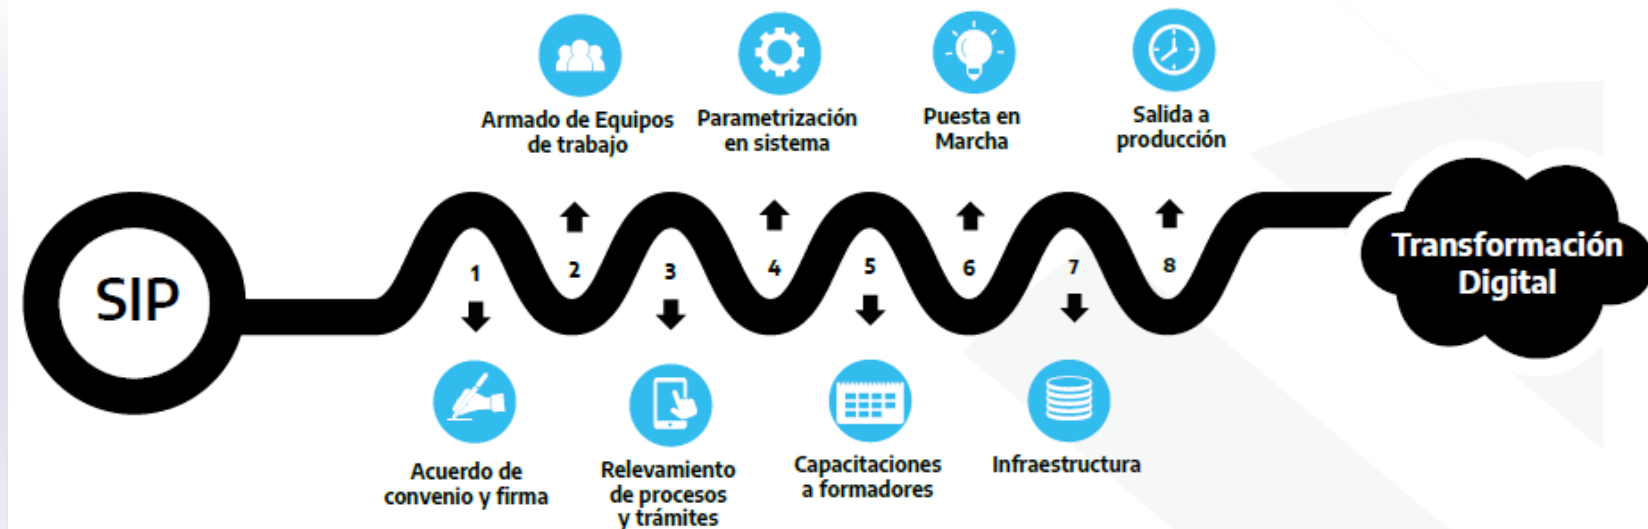 Armado de Equipos
de trabajo
Parametrización
en sistema
Puesta en
Marcha
Salida a
producción
SIP
1
2
3
4
5
6
7
8
Transformación
Digital
Acuerdo de
convenio y firma
Relevamiento
de procesos
y trámites
Capacitaciones
a formadores
Infraestructura